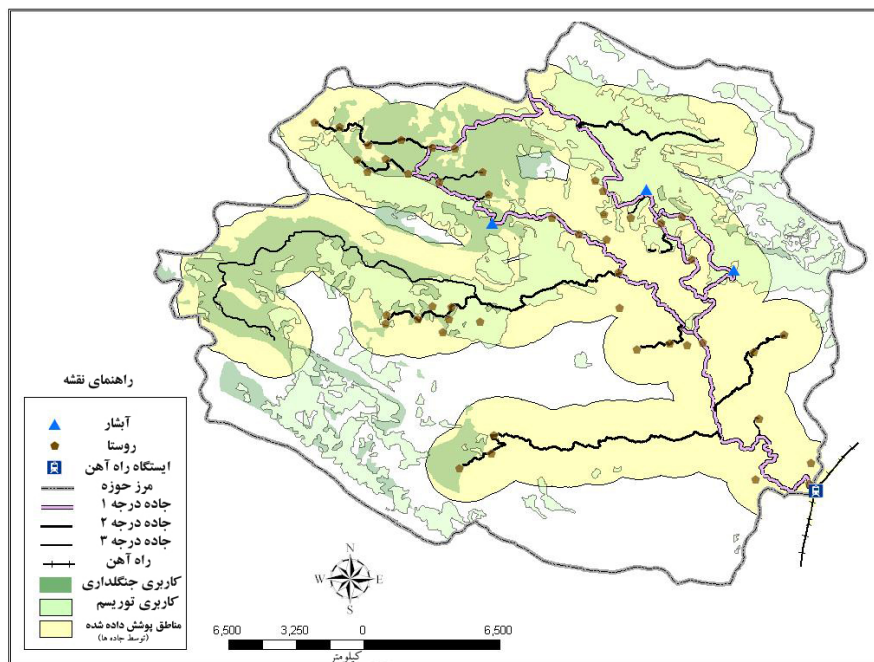 راهنمای نقشه
آبشار
روستا
ایستگاه راه آهن
مرز حوزه
جاده درجه ۱
جاده درجه ۲
جاده درجه ۳
راه آهن
کاربری جنگلداری
کاربری توریسم
مناطق پوشش داده شده
(توسط جاده ها)
N
W E
S
6,500 3,250 0 6,500
کیلومتر